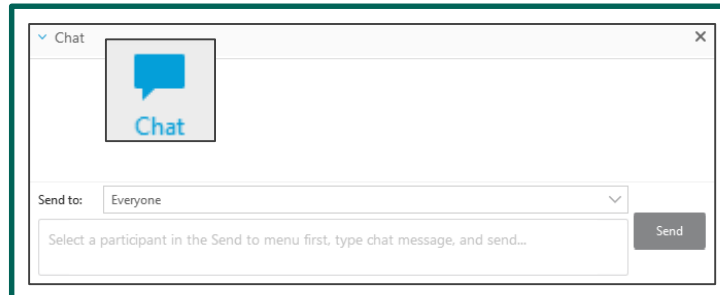 Chat
Chat
Send to:
Everyone
Select a participant in the Send to menu first, type chat message, and send...
Send